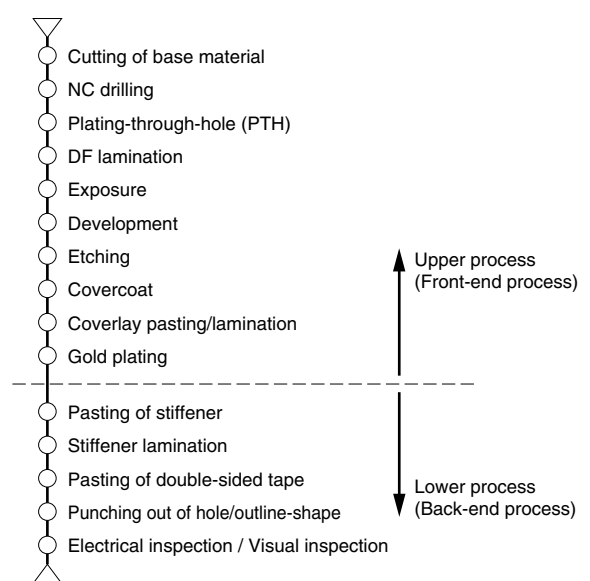 Cutting of base material
NC drilling
Plating-through-hole (PTH)
DF lamination
Exposure
Development
Etching
Covercoat
Coverlay pasting/lamination
Gold plating
Upper process
(Front-end process)
Pasting of stiffener
Stiffener lamination
Pasting of double-sided tape
Punching out of hole/outline-shape
Electrical inspection / Visual inspection
Lower process
(Back-end process)